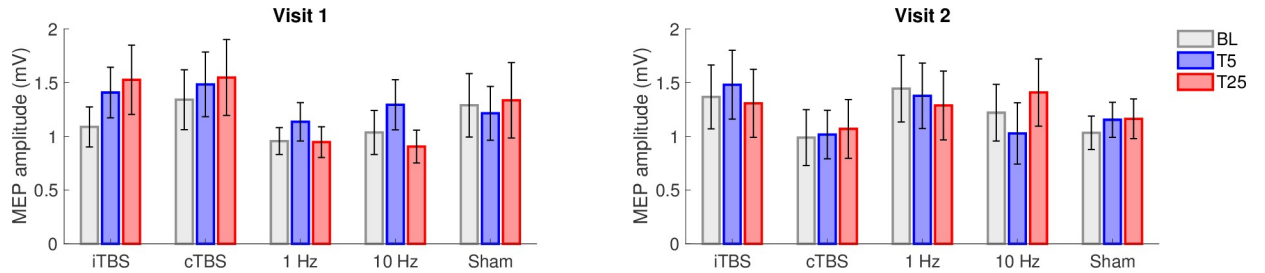 Visit 1
MEP amplitude (mV)
2
1.5
1
0.5
0
iTBS cTBS 1 Hz 10 Hz Sham
Visit 2
MEP amplitude (mV)
2
1.5
1
0.5
0
iTBS cTBS 1 Hz 10 Hz Sham
BL
T5
T25